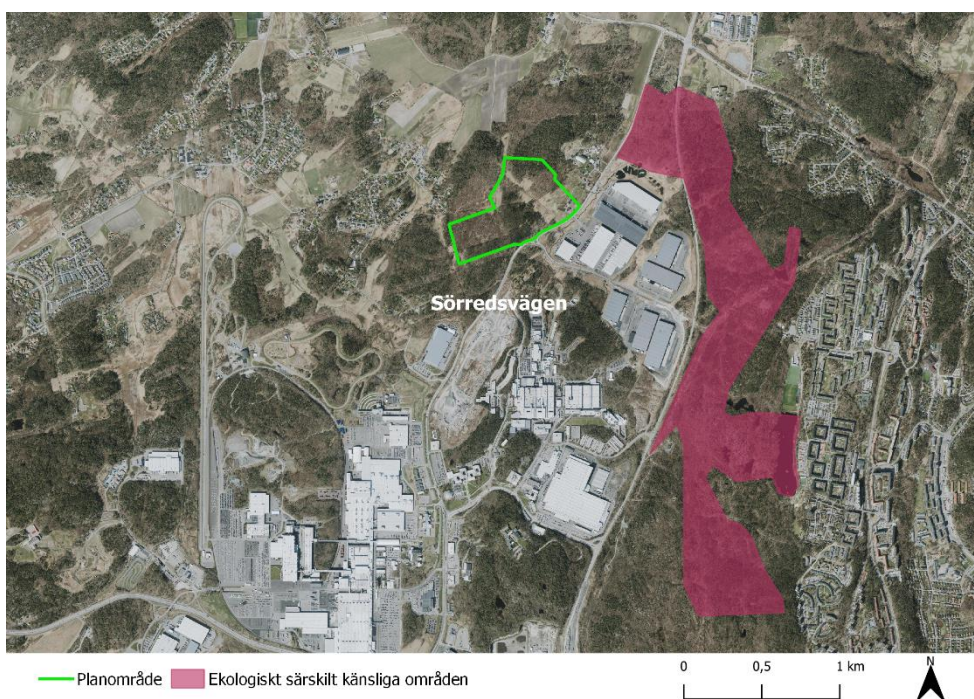 Sörredsvägen
Planområde
Ekologiskt särskilt känsliga områden
0 0,5 1 km
N